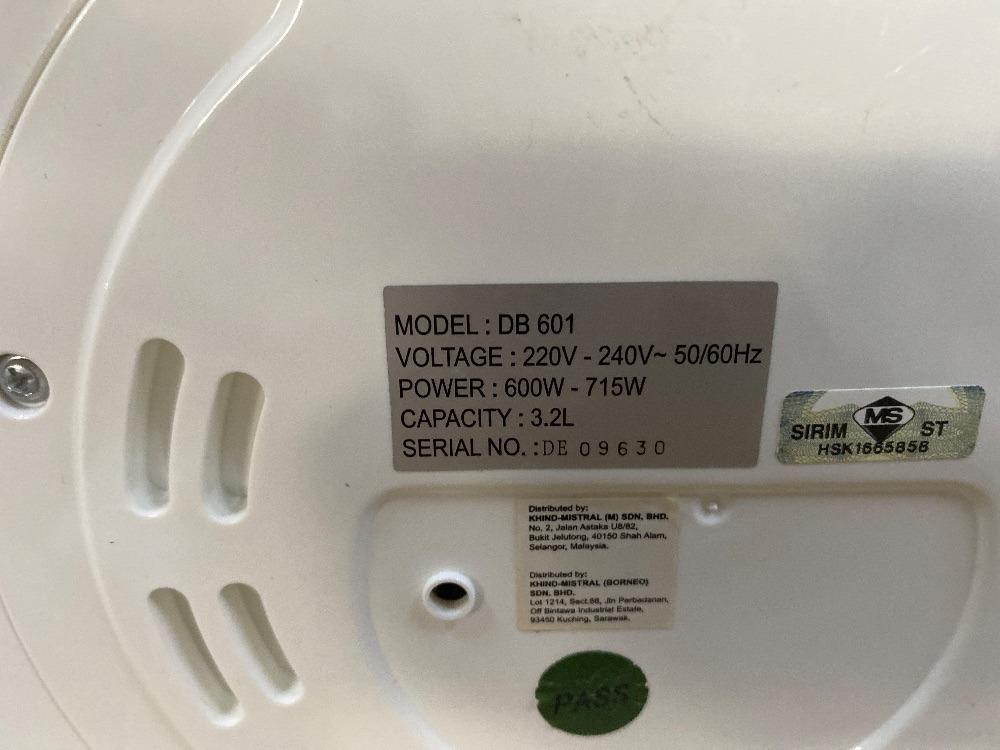 MODEL : DB 601
VOLTAGE : 220V - 240V~ 50/60Hz
POWER : 600W - 715W
CAPACITY : 3.2L
SERIAL NO. : DE 09630
MS
SIRIM ST
HSK1665858
Distributed by:
KHIND-MISTRAL (M) SDN. BHD.
No. 2, Jalan Astaka U8/82,
Bukit Jelutong, 40150 Shah Alam,
Selangor, Malaysia.
Distributed by:
KHIND-MISTRAL (BORNEO)
SDN. BHD.
Lot 1214, Sect.66, Jln Perbadanan,
Off Bintawa Industrial Estate,
93450 Kuching, Sarawak.
PASS